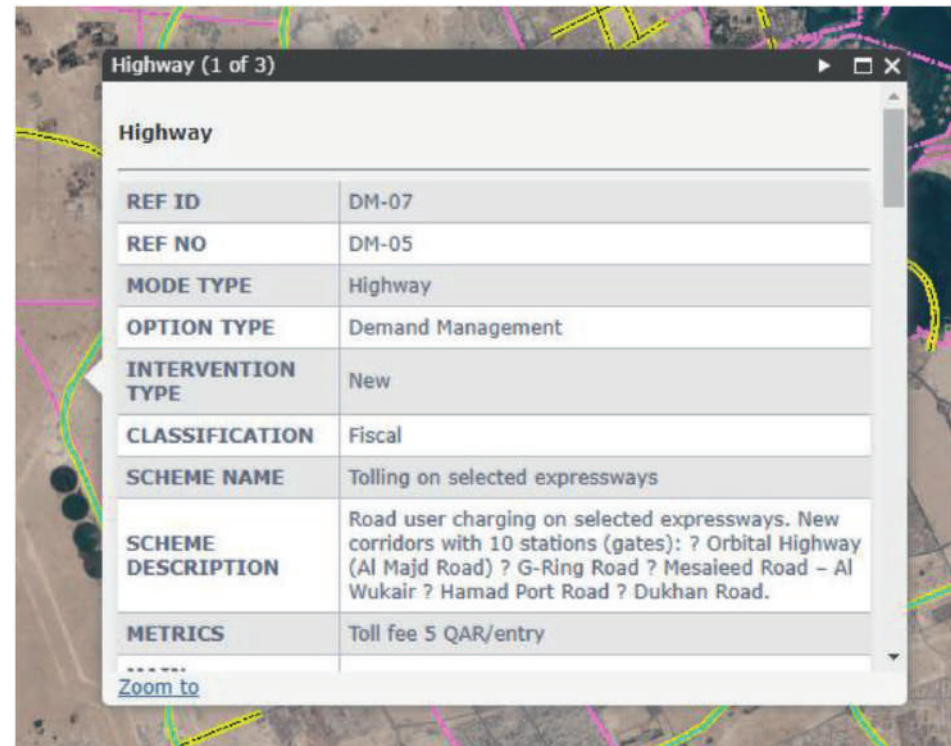 Highway (1 of 3)
Highway
REF ID DM-07
REF NO DM-05
MODE TYPE Highway
OPTION TYPE Demand Management
INTERVENTION
TYPE New
CLASSIFICATION Fiscal
SCHEME NAME Tolling on selected expressways
SCHEME
DESCRIPTION Road user charging on selected expressways. New
corridors with 10 stations (gates): ? Orbital Highway
(Al Majd Road) ? G-Ring Road ? Mesaieed Road – Al
Wukair ? Hamad Port Road ? Dukhan Road.
METRICS Toll fee 5 QAR/entry
Zoom to